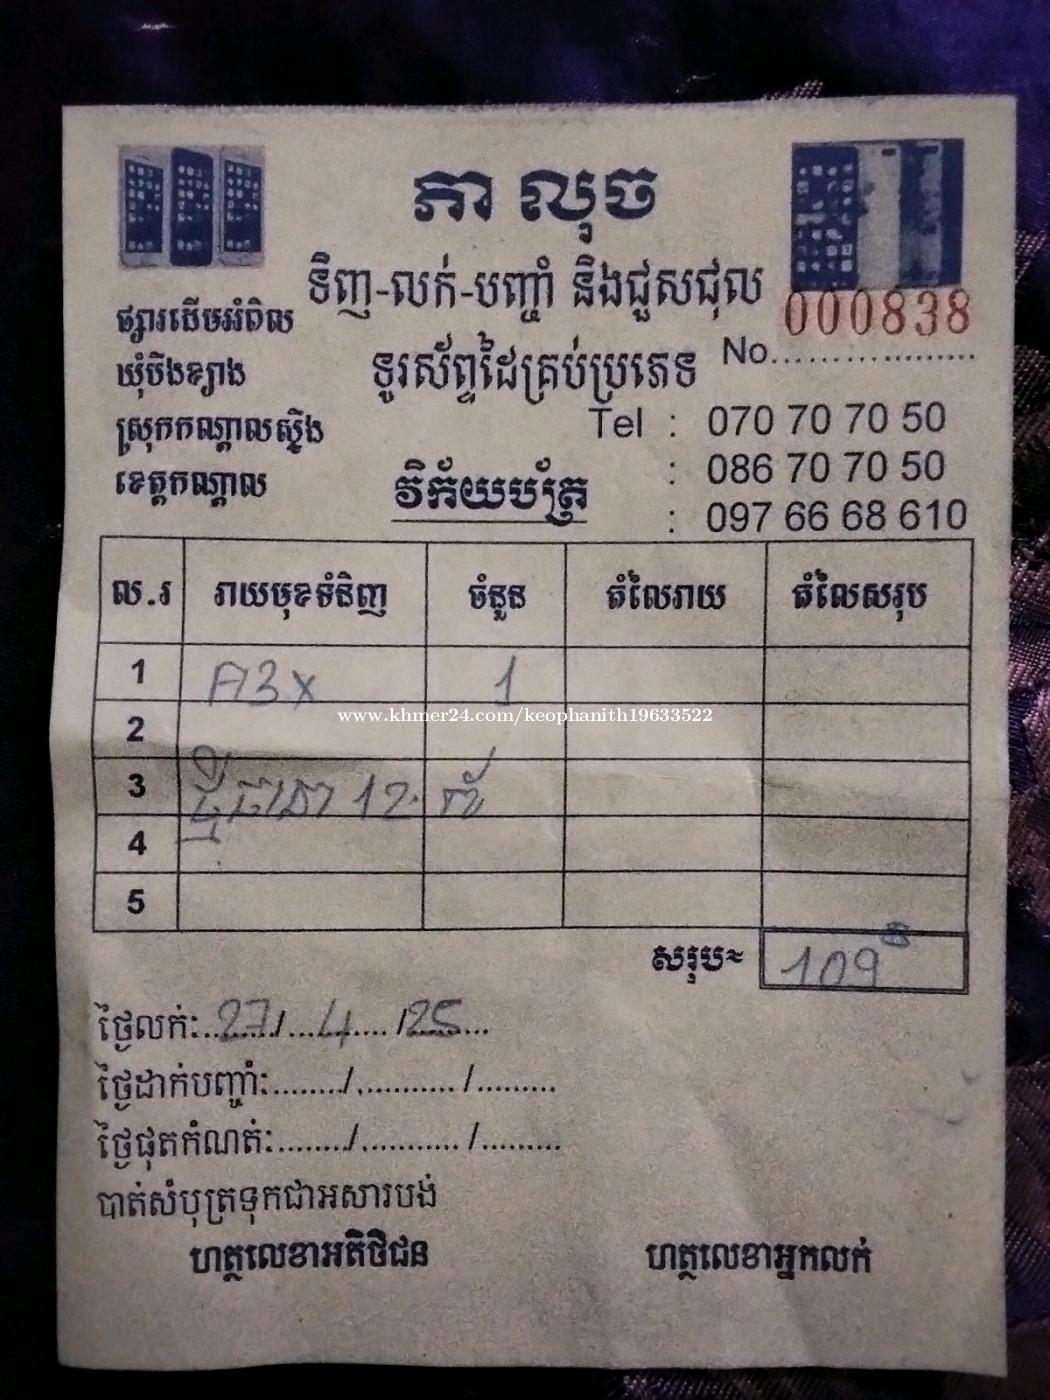 ភា លុច
ទិញ-លក់-បញ្ចាំ និងជួសជុល
ទូរស័ព្ទដៃគ្រប់ប្រភេទ
ផ្សារដើមអំពិល
ឃុំបឹងខ្យាង
ស្រុកកណ្ដាលស្ទឹង
ខេត្តកណ្ដាល
000838
No...................
Tel : 070 70 70 50
: 086 70 70 50
: 097 66 68 610
វិក័យបត្រ
ល.រ រាយមុខទំនិញ ចំនួន តំលៃរាយ តំលៃសរុប
1 A3x 1
www.khmer24.com/keophanith19633522
2
3 12
4
5
សរុប៖ 109
ថ្ងៃលក់:......27../...4..../25...
ថ្ងៃដាក់បញ្ចាំ:......../.........../.........
ថ្ងៃផុតកំណត់:......../.........../.........
បាត់សំបុត្រទុកជាអសារបង់
ហត្ថលេខាអតិថិជន ហត្ថលេខាអ្នកលក់